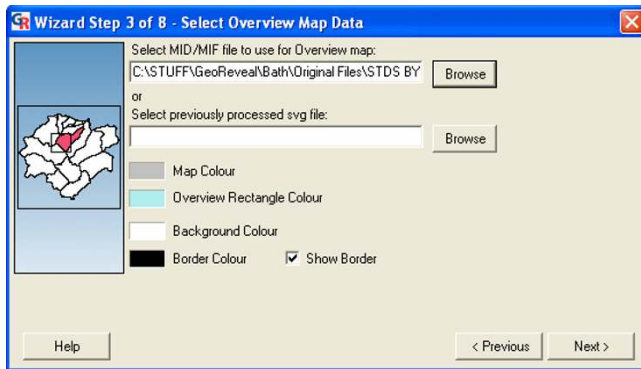 GR Wizard Step 3 of 8 - Select Overview Map Data
Select MID/MIF file to use for Overview map:
C:\STUFF\GeoReveal\Bath\Original Files\STDS BY
Browse
or
Select previously processed svg file:
Browse
Map Colour
Overview Rectangle Colour
Background Colour
Border Colour
Show Border
Help
< Previous
Next >